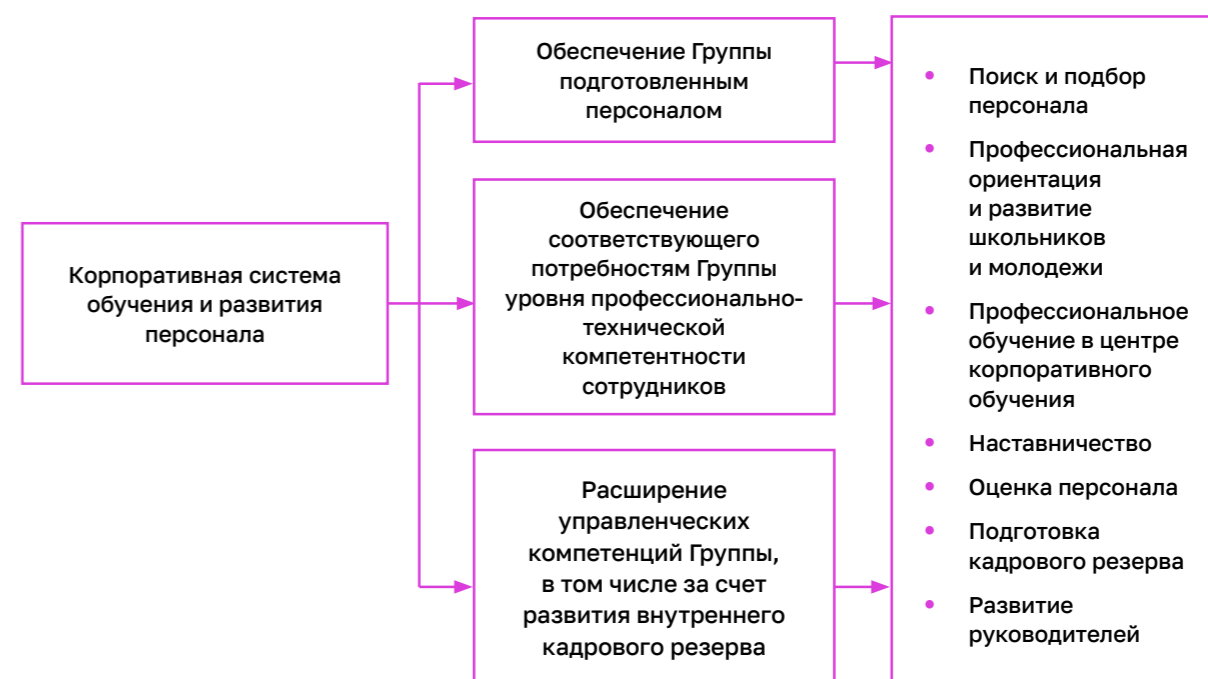 Корпоративная система
обучения и развития
персонала
Обеспечение Группы
подготовленным
персоналом
Обеспечение
соответствующего
потребностям Группы
уровня профессионально-
технической
компетентности
сотрудников
Расширение
управленческих
компетенций Группы,
в том числе за счет
развития внутреннего
кадрового резерва
• Поиск и подбор
персонала
• Профессиональная
ориентация
и развитие
школьников
и молодежи
• Профессиональное
обучение в центре
корпоративного
обучения
• Наставничество
• Оценка персонала
• Подготовка
кадрового резерва
• Развитие
руководителей